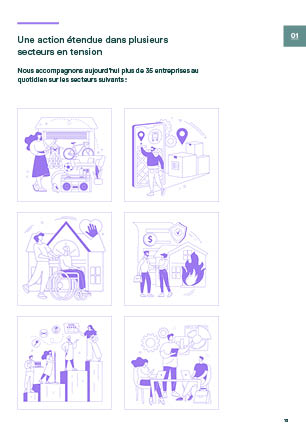 Une action étendue dans plusieurs
secteurs en tension
01
Nous accompagnons aujourd'hui plus de 35 entreprises au
quotidien sur les secteurs suivants :